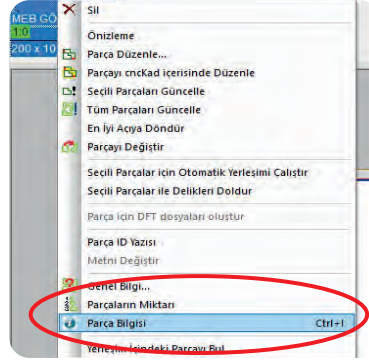 MEB GÖ
1:0
200 x 10
Sil
Önizleme
Parça Düzenle...
Parçayı cncKad içerisinde Düzenle
Seçili Parçaları Güncelle
Tüm Parçaları Güncelle
En İyi Açıya Döndür
Parçayı Değiştir
Seçili Parçalar için Otomatik Yerleşimi Çalıştır
Seçili Parçalar ile Delikleri Doldur
Parça için DFT dosyaları oluştur
Parça ID Yazısı
Metni Değiştir
Genel Bilgi...
Parçaların Miktarı
Parça Bilgisi Ctrl+I
Yerleşim İçindeki Parçayı Bul